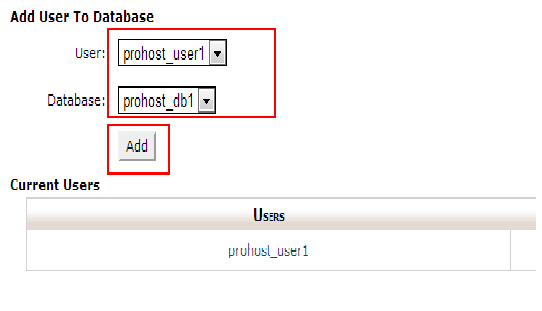 Add User To Database
User: prohost_user1
Database: prohost_db1
Add
Current Users
Users
prohost_user1